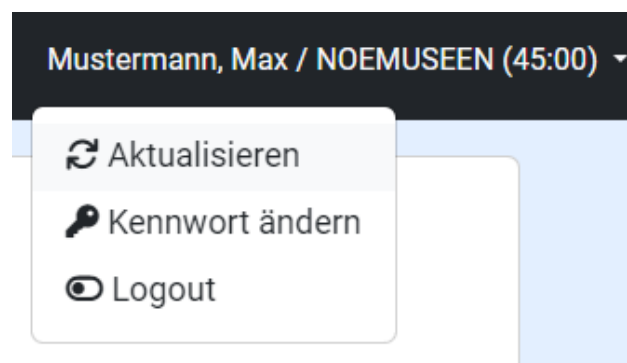 Mustermann, Max / NOEMUSEEN (45:00)
Aktualisieren
Kennwort ändern
Logout